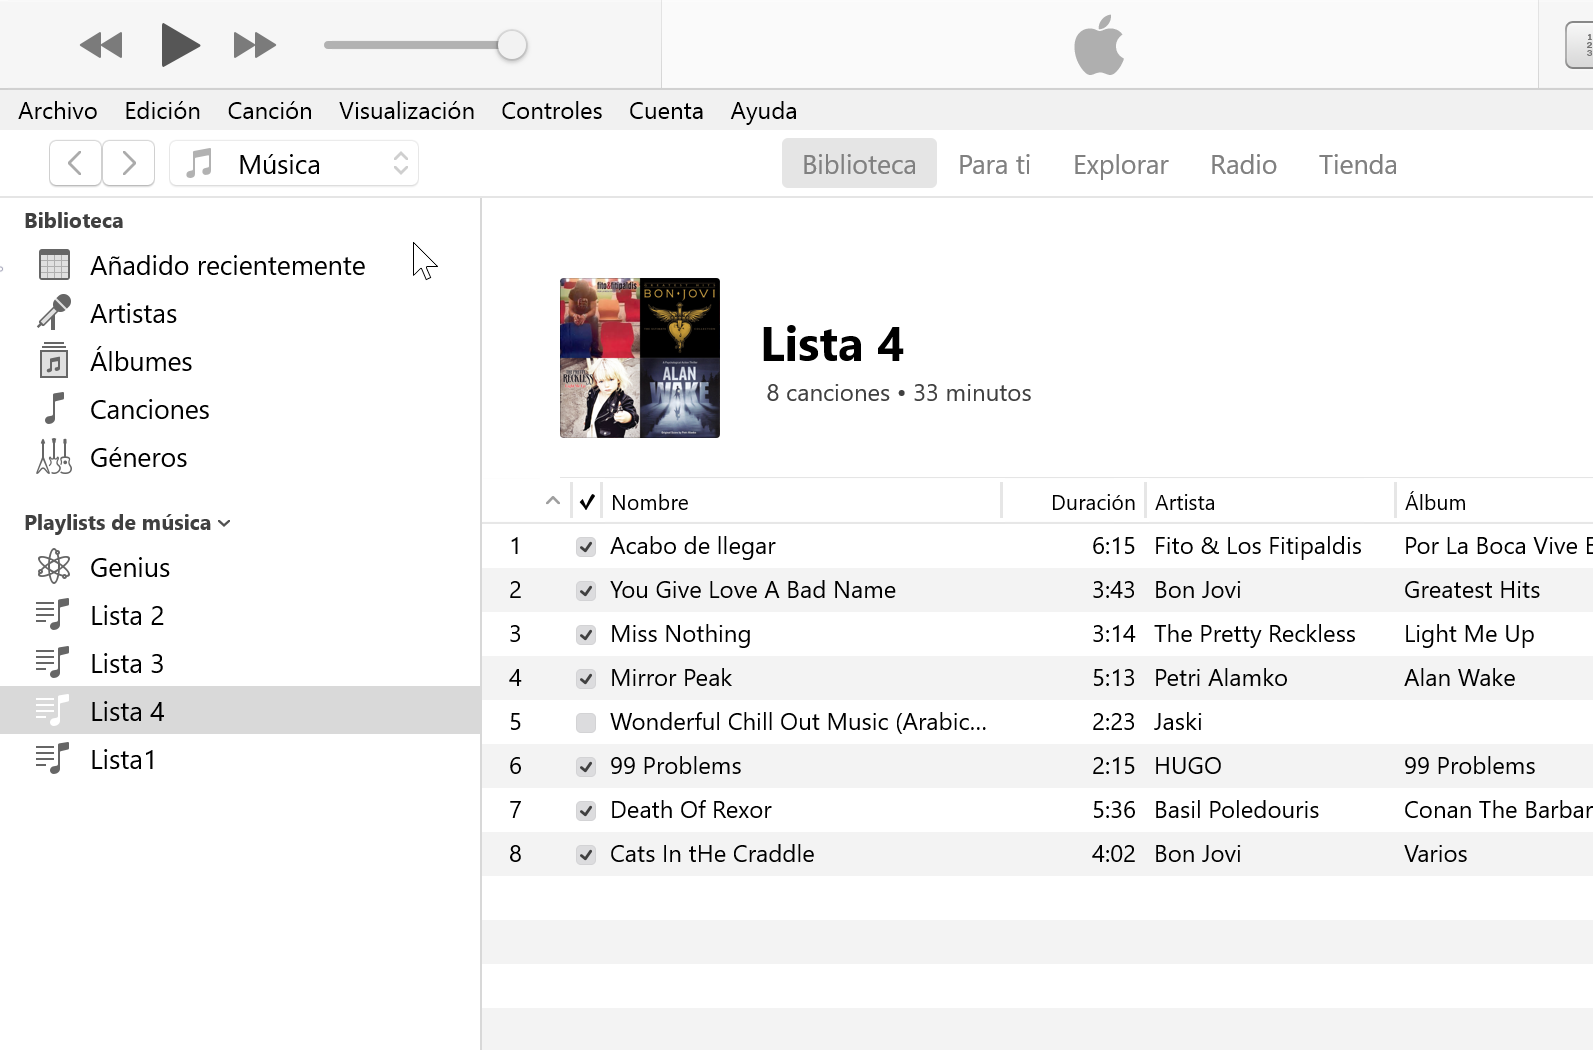 Archivo Edición Canción Visualización Controles Cuenta Ayuda
Música Biblioteca Para ti Explorar Radio Tienda
Biblioteca
Añadido recientemente
Artistas
Álbumes
Canciones
Géneros
Playlists de música
Genius
Lista 2
Lista 3
Lista 4
Lista1
fito&fitipaldis
GREATEST HITS
BON JOVI
RECKLESS
ALAN
WAKE
Lista 4
8 canciones • 33 minutos
Nombre Duración Artista Álbum
1 Acabo de llegar 6:15 Fito & Los Fitipaldis Por La Boca Vive E
2 You Give Love A Bad Name 3:43 Bon Jovi Greatest Hits
3 Miss Nothing 3:14 The Pretty Reckless Light Me Up
4 Mirror Peak 5:13 Petri Alamko Alan Wake
5 Wonderful Chill Out Music (Arabic... 2:23 Jaski
6 99 Problems 2:15 HUGO 99 Problems
7 Death Of Rexor 5:36 Basil Poledouris Conan The Barbar
8 Cats In tHe Craddle 4:02 Bon Jovi Varios